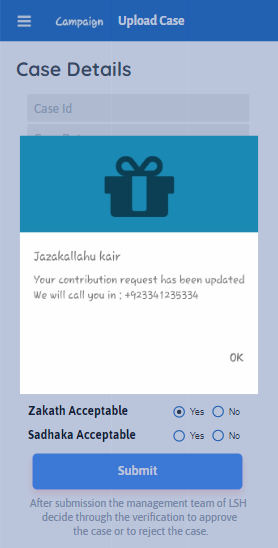 Campaign Upload Case
Case Details
Case Id
Jazakallahu kair
Your contribution request has been updated
We will call you in : +923341235334
OK
Zakath Acceptable Yes No
Sadhaka Acceptable Yes No
Submit
After submission the management team of LSH
decide through the verification to approve
the case or to reject the case.